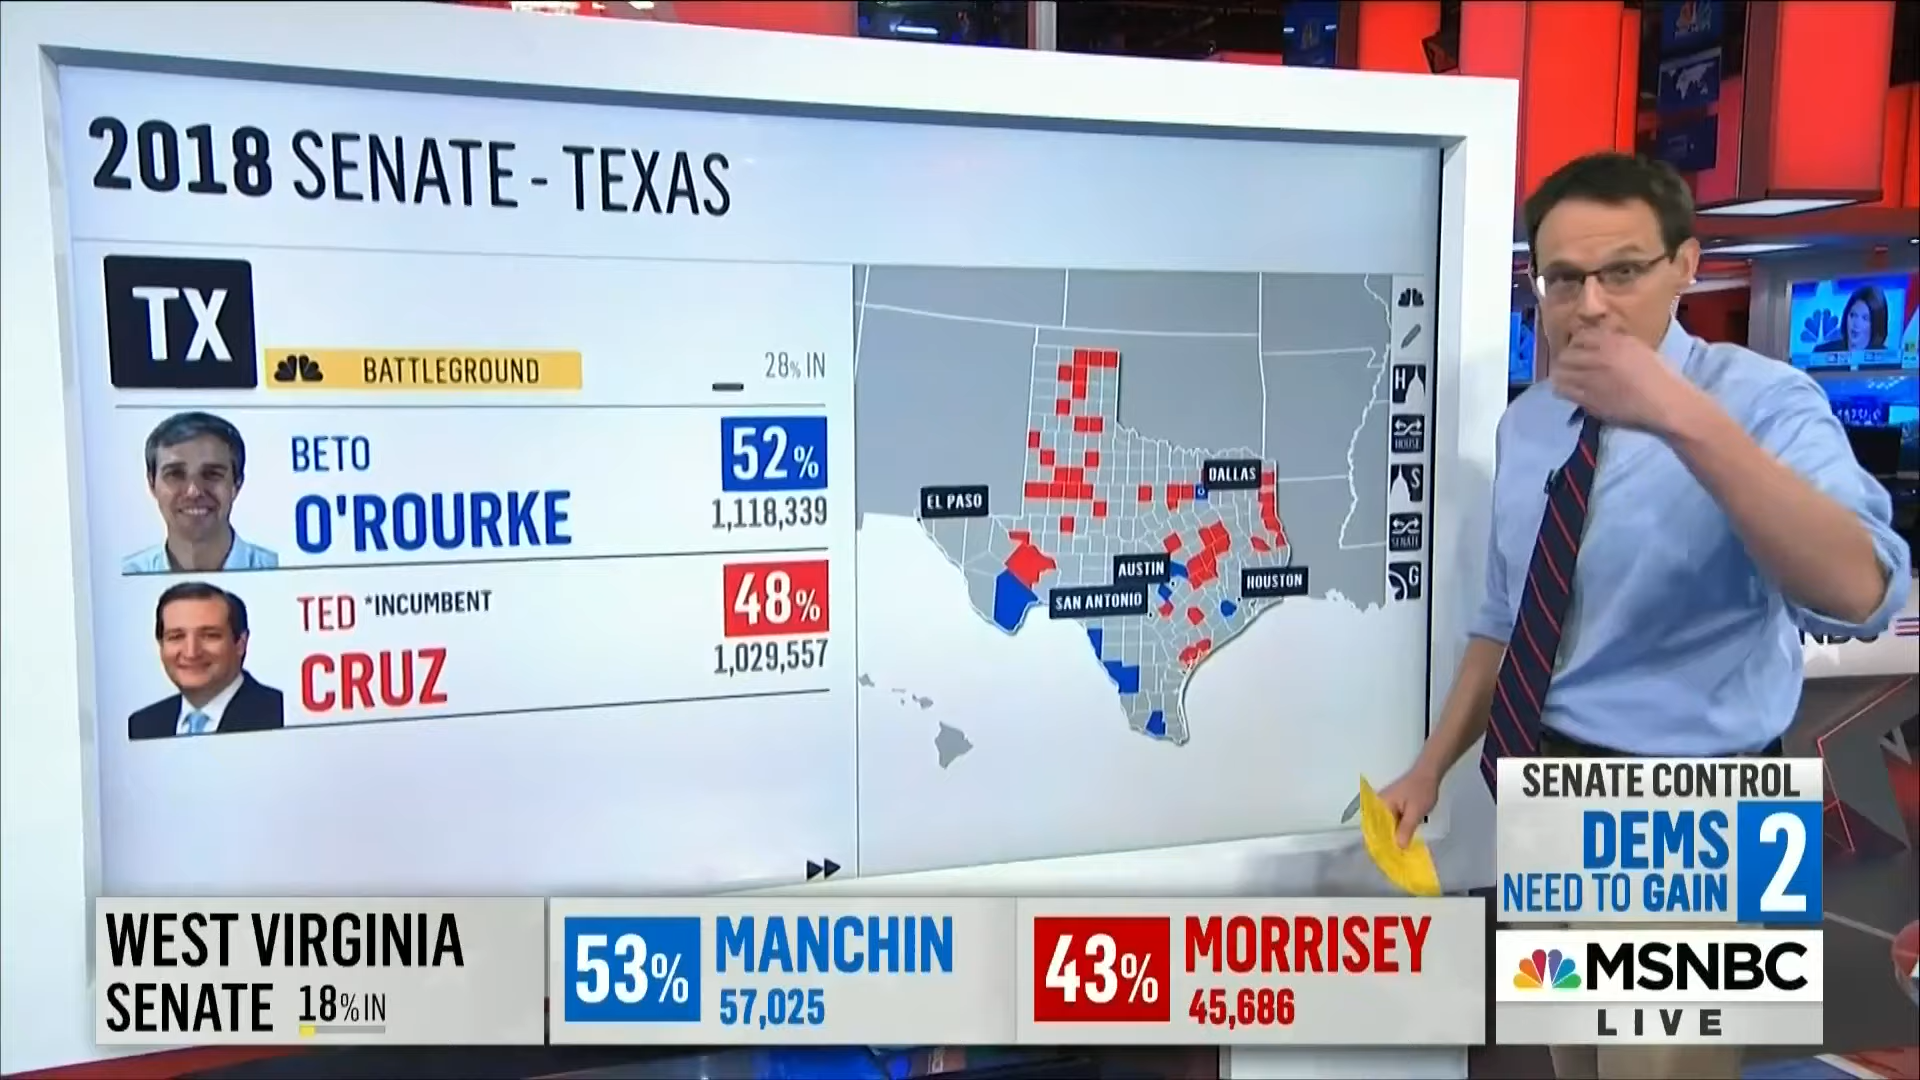 2018 SENATE - TEXAS
TX
BATTLEGROUND
28% IN
BETO
O'ROURKE
52%
1,118,339
TED *INCUMBENT
CRUZ
48%
1,029,557
EL PASO
DALLAS
AUSTIN
SAN ANTONIO
HOUSTON
H
HOUSE
S
SENATE
G
WEST VIRGINIA
SENATE 18% IN
53% MANCHIN
57,025
43% MORRISEY
45,686
SENATE CONTROL
DEMS
NEED TO GAIN
2
MSNBC
LIVE